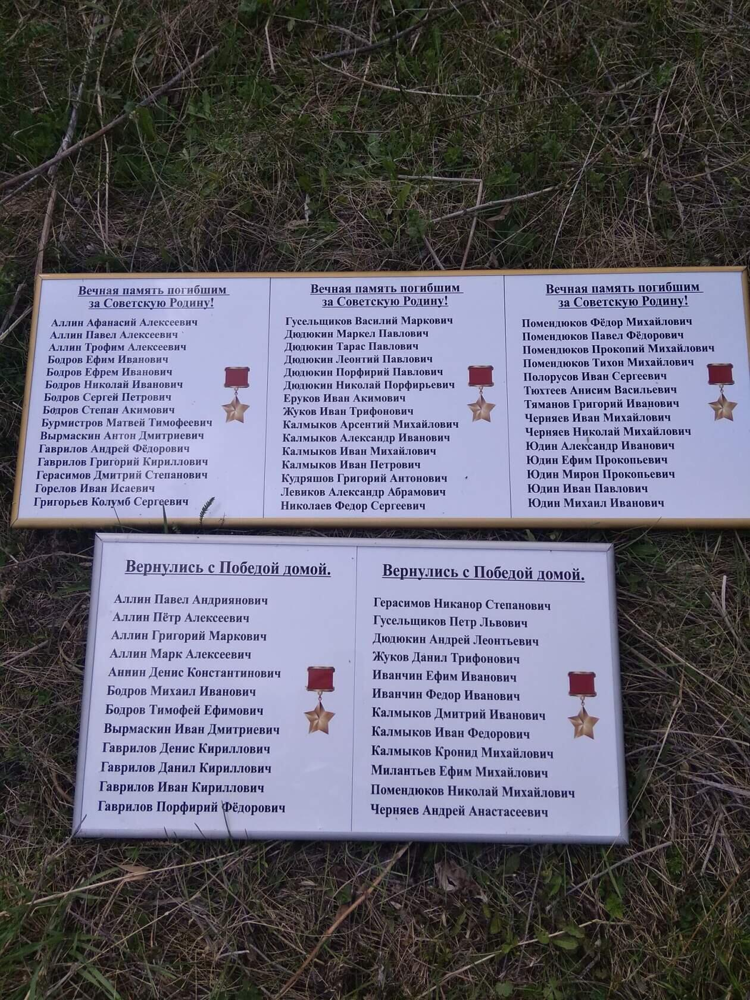 Вечная память погибшим
за Советскую Родину!
Аллин Афанасий Алексеевич
Аллин Павел Алексеевич
Аллин Трофим Алексеевич
Бодров Ефим Иванович
Бодров Ефрем Иванович
Бодров Николай Иванович
Бодров Сергей Петрович
Бодров Степан Акимович
Бурмистров Матвей Тимофеевич
Вырмаскин Антон Дмитриевич
Гаврилов Андрей Фёдорович
Гаврилов Григорий Кириллович
Герасимов Дмитрий Степанович
Горелов Иван Исаевич
Григорьев Колумб Сергеевич
Вечная память погибшим
за Советскую Родину!
Гусельщиков Василий Маркович
Дюдюкин Маркел Павлович
Дюдюкин Тарас Павлович
Дюдюкин Леонтий Павлович
Дюдюкин Порфирий Павлович
Дюдюкин Николай Порфирьевич
Еруков Иван Акимович
Жуков Иван Трифонович
Калмыков Арсентий Михайлович
Калмыков Александр Иванович
Калмыков Иван Михайлович
Калмыков Иван Петрович
Кудряшов Григорий Антонович
Левиков Александр Абрамович
Николаев Федор Сергеевич
Вечная память погибшим
за Советскую Родину!
Помендюков Фёдор Михайлович
Помендюков Павел Фёдорович
Помендюков Прокопий Михайлович
Помендюков Тихон Михайлович
Полорусов Иван Сергеевич
Тюхтеев Анисим Васильевич
Тяманов Григорий Иванович
Черняев Иван Михайлович
Черняев Николай Михайлович
Юдин Александр Иванович
Юдин Ефим Прокопьевич
Юдин Мирон Прокопьевич
Юдин Иван Павлович
Юдин Михаил Иванович
Вернулись с Победой домой.
Аллин Павел Андриянович
Аллин Пётр Алексеевич
Аллин Григорий Маркович
Аллин Марк Алексеевич
Аннин Денис Константинович
Бодров Михаил Иванович
Бодров Тимофей Ефимович
Вырмаскин Иван Дмитриевич
Гаврилов Денис Кириллович
Гаврилов Данил Кириллович
Гаврилов Иван Кириллович
Гаврилов Порфирий Фёдорович
Вернулись с Победой домой.
Герасимов Никанор Степанович
Гусельщиков Петр Львович
Дюдюкин Андрей Леонтьевич
Жуков Данил Трифонович
Иванчин Ефим Иванович
Иванчин Федор Иванович
Калмыков Дмитрий Иванович
Калмыков Иван Федорович
Калмыков Кронид Михайлович
Милантьев Ефим Михайлович
Помендюков Николай Михайлович
Черняев Андрей Анастасеевич